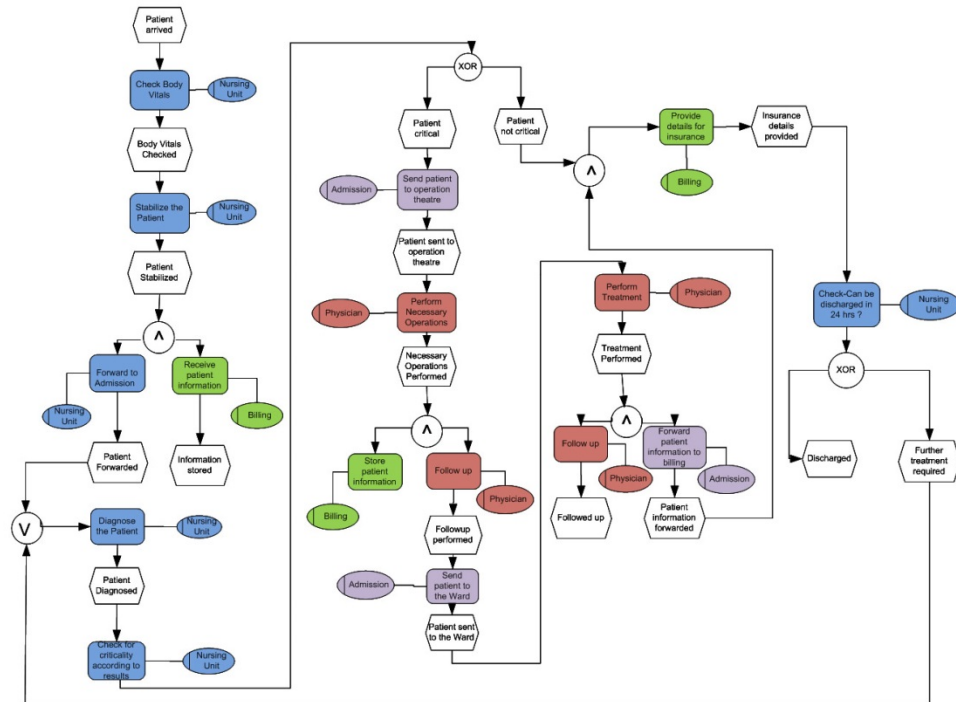 Patient
arrived
Check Body
Vitals
Nursing
Unit
Body Vitals
Checked
Stabilize the
Patient
Nursing
Unit
Patient
Stabilized
Λ
Forward to
Admission
Nursing
Unit
Receive
patient
information
Billing
Patient
Forwarded
Information
stored
V
Diagnose
the Patient
Nursing
Unit
Patient
Diagnosed
Check for
criticality
according to
results
Nursing
Unit
XOR
Patient
critical
Patient
not critical
Admission
Send patient
to operation
theatre
Patient sent to
operation
theatre
Physician
Perform
Necessary
Operations
Necessary
Operations
Performed
Λ
Store
patient
information
Billing
Follow up
Physician
Followup
performed
Admission
Send
patient to
the Ward
Patient sent
to the Ward
Perform
Treatment
Physician
Treatment
Performed
Λ
Follow up
Physician
Forward
patient
information to
billing
Admission
Followed up
Patient
information
forwarded
Λ
Provide
details for
insurance
Billing
Insurance
details
provided
Check-Can be
discharged in
24 hrs ?
Nursing
Unit
XOR
Discharged
Further
treatment
required